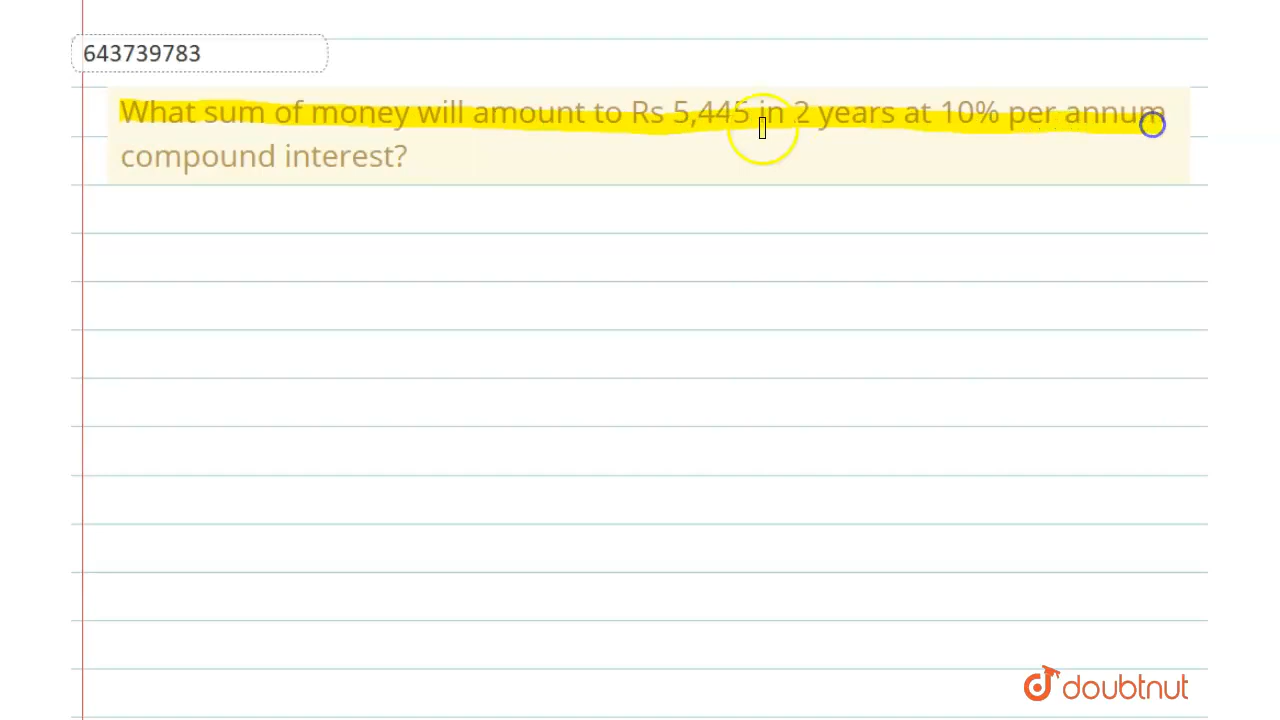 643739783
What sum of money will amount to Rs 5,445 in 2 years at 10% per annum
compound interest?
doubtnut